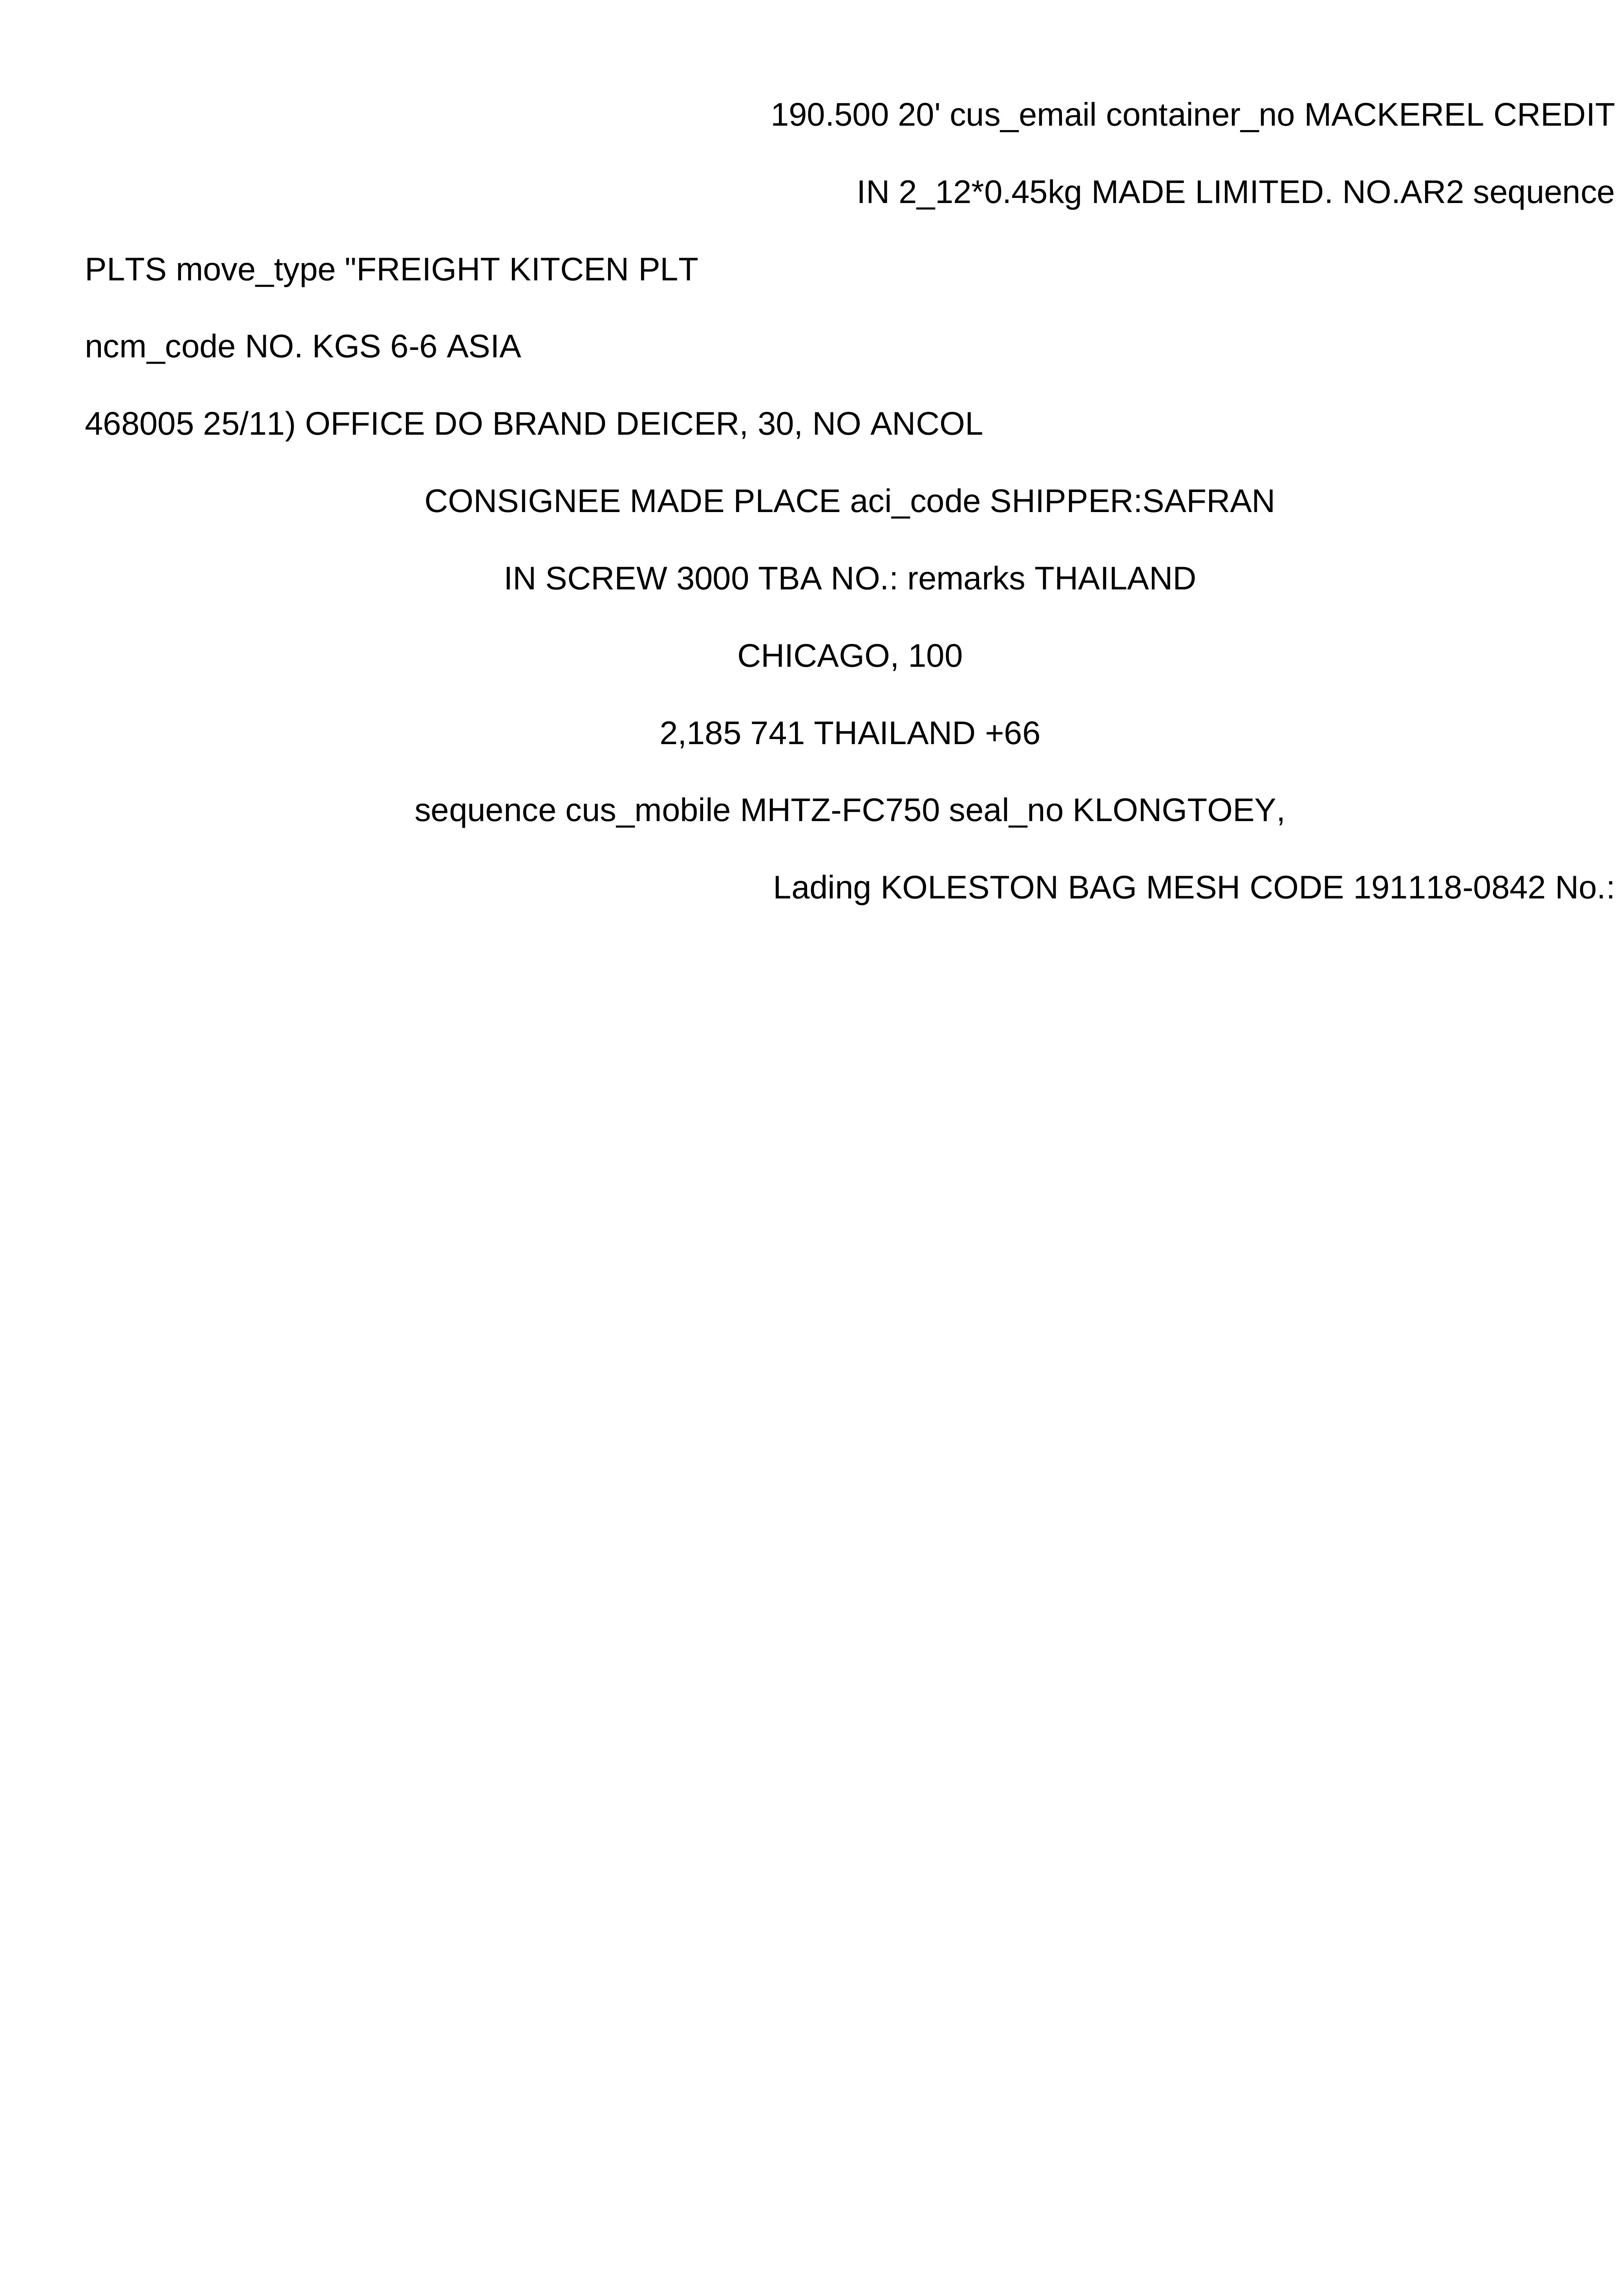 190.500 20' cus_email container_no MACKEREL CREDIT
IN 2_12*0.45kg MADE LIMITED. NO.AR2 sequence
PLTS move_type "FREIGHT KITCEN PLT
ncm_code NO. KGS 6-6 ASIA
468005 25/11) OFFICE DO BRAND DEICER, 30, NO ANCOL
CONSIGNEE MADE PLACE aci_code SHIPPER:SAFRAN
IN SCREW 3000 TBA NO.: remarks THAILAND
CHICAGO, 100
2,185 741 THAILAND +66
sequence cus_mobile MHTZ-FC750 seal_no KLONGTOEY,
Lading KOLESTON BAG MESH CODE 191118-0842 No.: